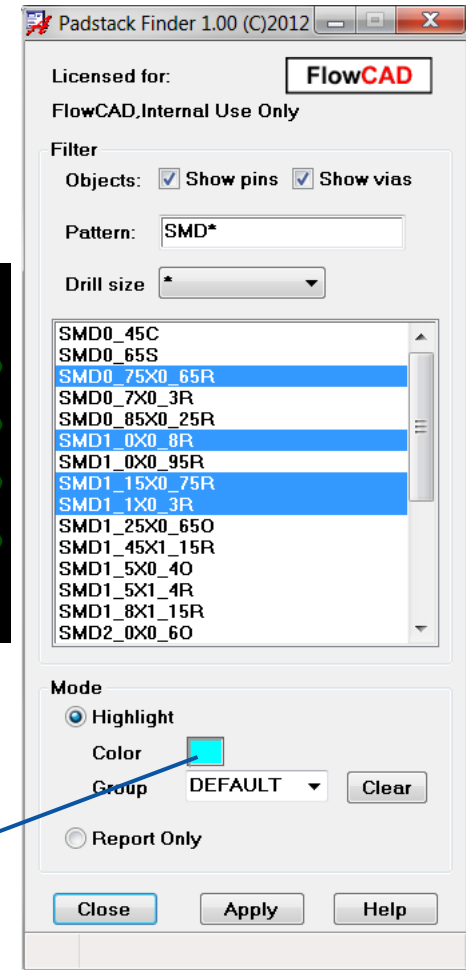 Padstack Finder 1.00 (C)2012
Licensed for:
FlowCAD
FlowCAD,Internal Use Only
Filter
Objects: Show pins Show vias
Pattern: SMD*
Drill size *
SMD0_45C
SMD0_65S
SMD0_75X0_65R
SMD0_7X0_3R
SMD0_85X0_25R
SMD1_0X0_8R
SMD1_0X0_95R
SMD1_15X0_75R
SMD1_1X0_3R
SMD1_25X0_65O
SMD1_45X1_15R
SMD1_5X0_4O
SMD1_5X1_4R
SMD1_8X1_15R
SMD2_0X0_6O
Mode
Highlight
Color
Group DEFAULT Clear
Report Only
Close Apply Help